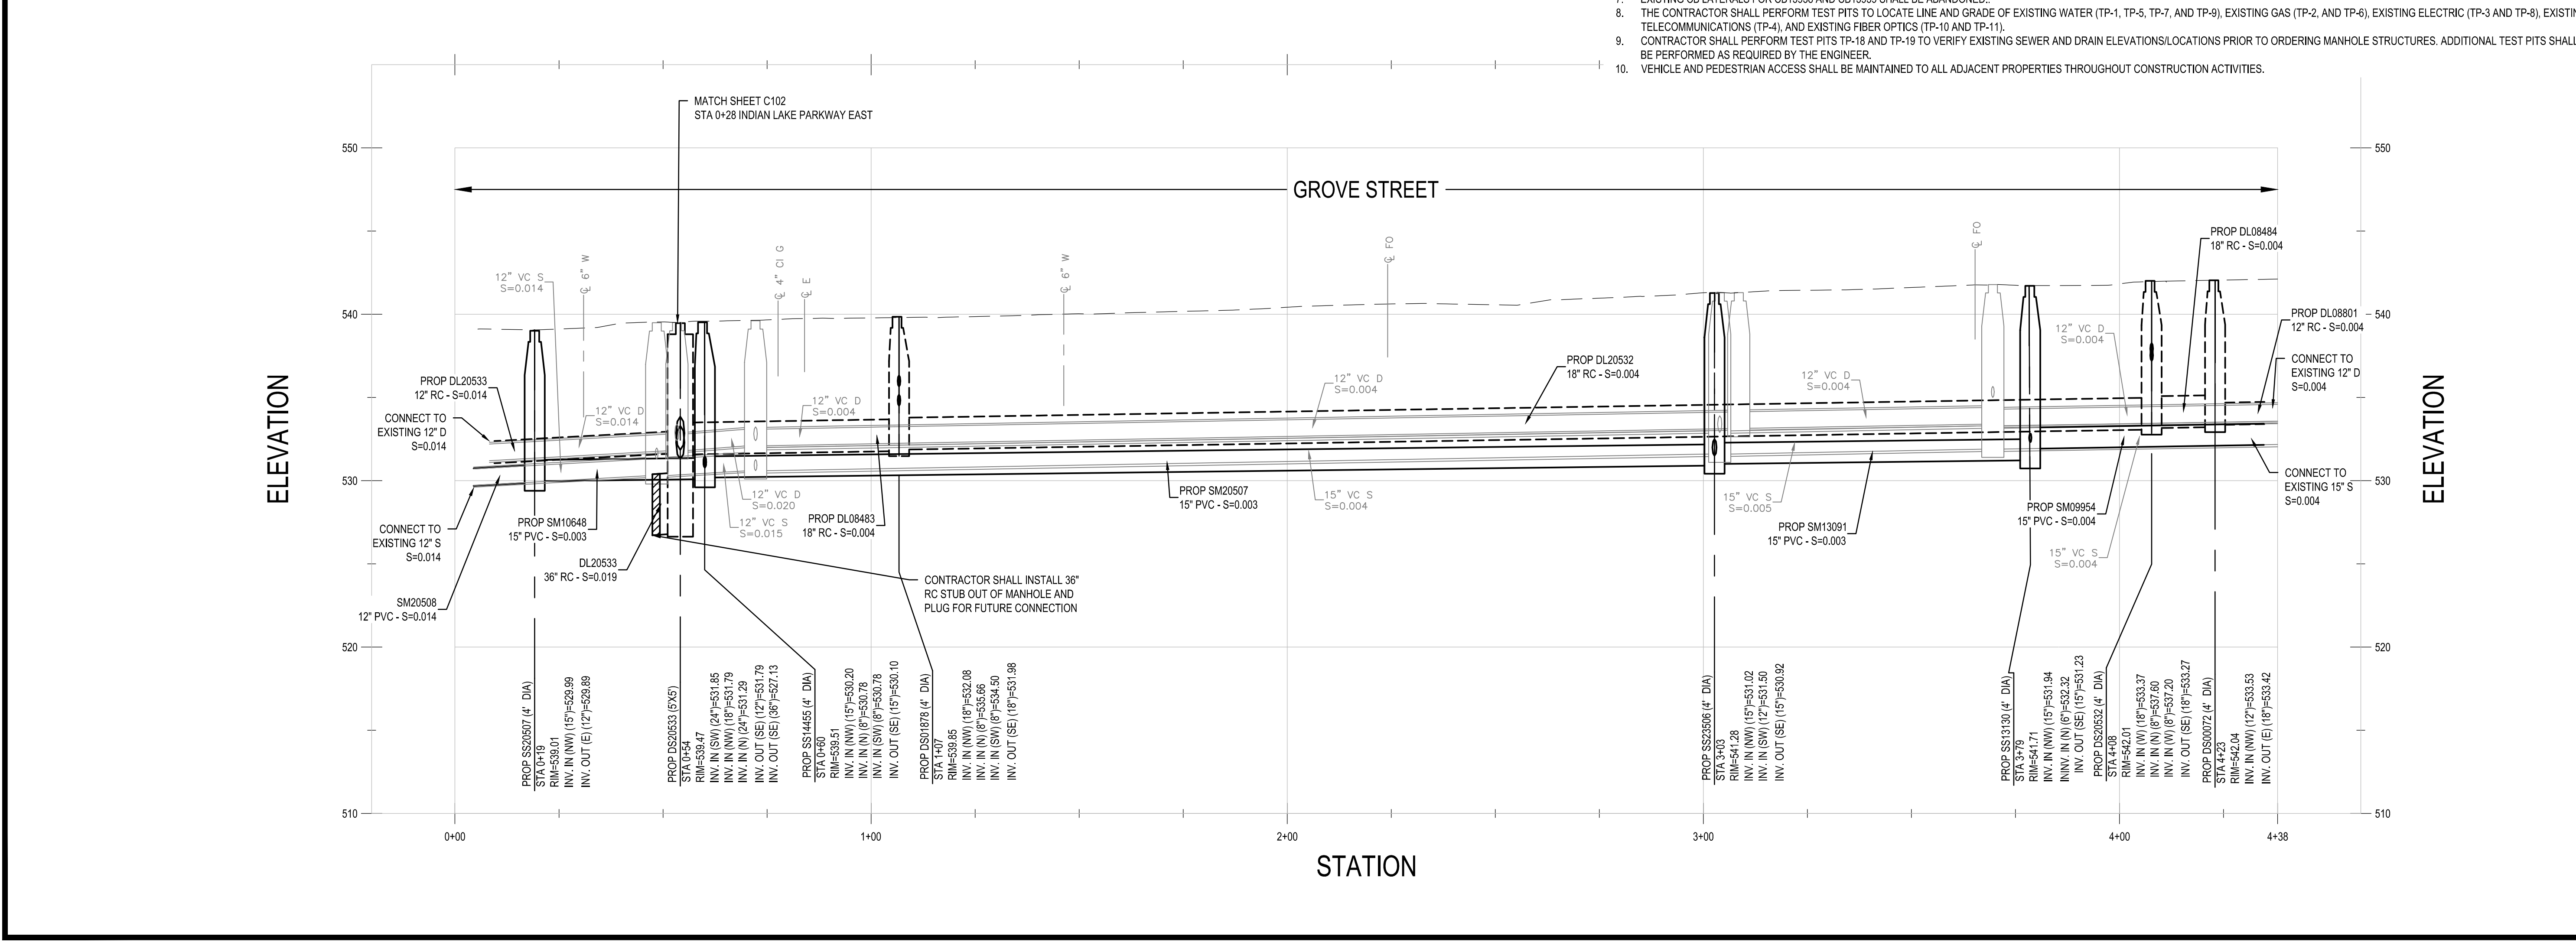 8. THE CONTRACTOR SHALL PERFORM TEST PITS TO LOCATE LINE AND GRADE OF EXISTING WATER (TP-1, TP-5, TP-7, AND TP-9), EXISTING GAS (TP-2, AND TP-6), EXISTING ELECTRIC (TP-3 AND TP-8),
TELECOMMUNICATIONS (TP-4), AND EXISTING FIBER OPTICS (TP-10 AND TP-11).
9. CONTRACTOR SHALL PERFORM TEST PITS TP-18 AND TP-19 TO VERIFY EXISTING SEWER AND DRAIN ELEVATIONS/LOCATIONS PRIOR TO ORDERING MANHOLE STRUCTURES. ADDITIONAL TEST PITS SHALL
BE PERFORMED AS REQUIRED BY THE ENGINEER.
10. VEHICLE AND PEDESTRIAN ACCESS SHALL BE MAINTAINED TO ALL ADJACENT PROPERTIES THROUGHOUT CONSTRUCTION ACTIVITIES.
MATCH SHEET C102
STA 0+28 INDIAN LAKE PARKWAY EAST
550
550
GROVE STREET
12" VC S
S=0.014
℄ 6" W
℄ 4" CI G
℄ E
℄ 6" W
℄ FO
℄ FO
PROP DL08484
18" RC - S=0.004
540
540
PROP DL08801
12" RC - S=0.004
CONNECT TO
EXISTING 12" D
S=0.004
PROP DL20533
12" RC - S=0.014
CONNECT TO
EXISTING 12" D
S=0.014
12" VC D
S=0.014
12" VC D
S=0.004
12" VC D
S=0.004
PROP DL20532
18" RC - S=0.004
12" VC D
S=0.004
12" VC D
S=0.004
ELEVATION
ELEVATION
530
530
CONNECT TO
EXISTING 15" S
S=0.004
CONNECT TO
EXISTING 12" S
S=0.014
PROP SM10648
15" PVC - S=0.003
12" VC D
S=0.020
12" VC S
S=0.015
PROP DL08483
18" RC - S=0.004
PROP SM20507
15" PVC - S=0.003
15" VC S
S=0.004
15" VC S
S=0.005
PROP SM13091
15" PVC - S=0.003
PROP SM09954
15" PVC - S=0.004
15" VC S
S=0.004
DL20533
36" RC - S=0.019
CONTRACTOR SHALL INSTALL 36"
RC STUB OUT OF MANHOLE AND
PLUG FOR FUTURE CONNECTION
SM20508
12" PVC - S=0.014
520
520
PROP SS20507 (4' DIA)
STA 0+19
RIM=539.01
INV. IN (NW) (15")=529.99
INV. OUT (E) (12")=529.89
PROP DS20533 (5'X5')
STA 0+54
RIM=539.47
INV. IN (SW) (24")=531.85
INV. IN (NW) (18")=531.79
INV. IN (N) (24")=531.29
INV. OUT (SE) (12")=531.79
INV. OUT (SE) (36")=527.13
PROP SS14455 (4' DIA)
STA 0+60
RIM=539.51
INV. IN (NW) (15")=530.20
INV. IN (N) (8")=530.78
INV. IN (SW) (8")=530.78
INV. OUT (SE) (15")=530.10
PROP DS01878 (4' DIA)
STA 1+07
RIM=539.85
INV. IN (NW) (18")=532.08
INV. IN (N) (8")=535.66
INV. IN (SW) (8")=534.50
INV. OUT (SE) (18")=531.98
PROP SS23506 (4' DIA)
STA 3+03
RIM=541.28
INV. IN (NW) (15")=531.02
INV. IN (SW) (12")=531.50
INV. OUT (SE) (15")=530.92
PROP SS13130 (4' DIA)
STA 3+79
RIM=541.71
INV. IN (NW) (15")=531.94
ININV. IN (N) (6")=532.32
INV. OUT (SE) (15")=531.23
PROP DS20532 (4' DIA)
STA 4+08
RIM=542.01
INV. IN (W) (18")=533.37
INV. IN (N) (8")=537.60
INV. IN (W) (8")=537.20
INV. OUT (SE) (18")=533.27
PROP DS00072 (4' DIA)
STA 4+23
RIM=542.04
INV. IN (NW) (12")=533.53
INV. OUT (E) (18")=533.42
510
510
0+00
1+00
2+00
3+00
4+00
4+38
STATION